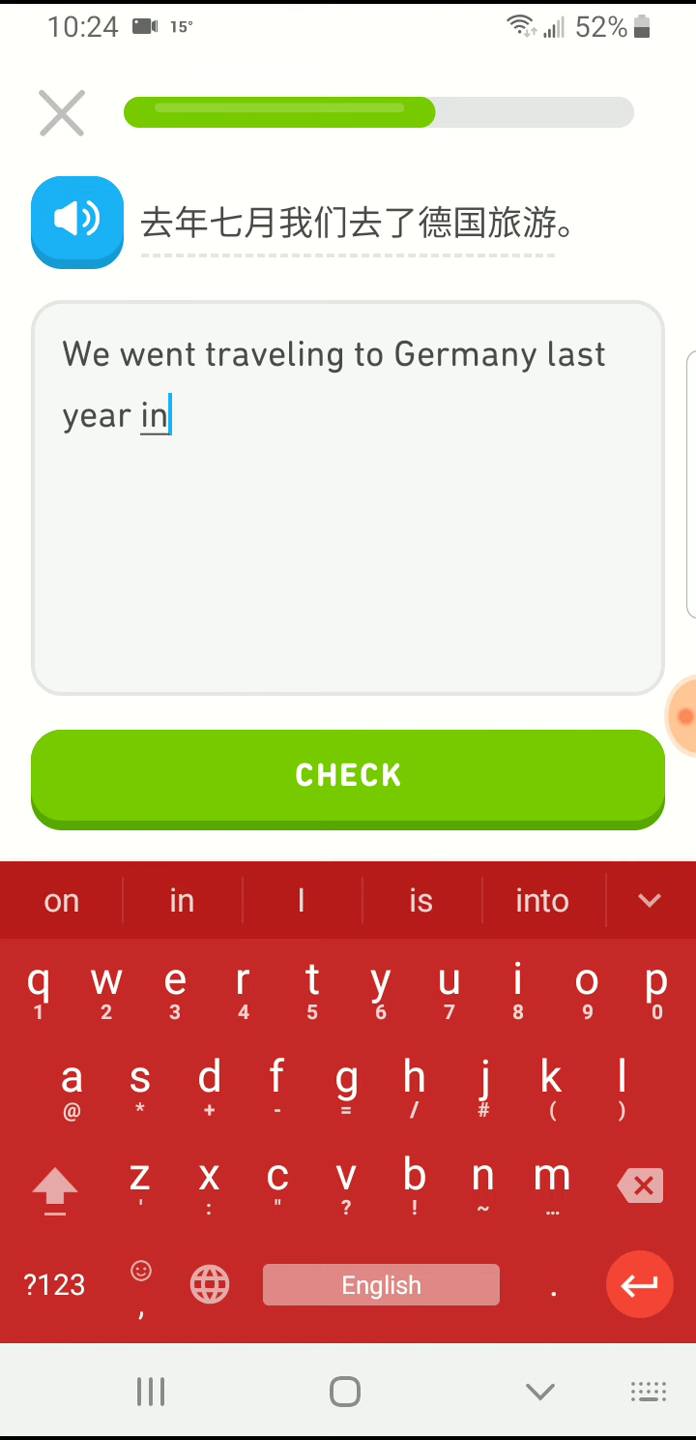 10:24 15° 52%
去年七月我们去了德国旅游。
We went traveling to Germany last
year in
CHECK
on in I is into
q w e r t y u i o p
1 2 3 4 5 6 7 8 9 0
a s d f g h j k l
@ * + - = / # ( )
z x c v b n m
' : " ? ! ~ …
?123 , English .